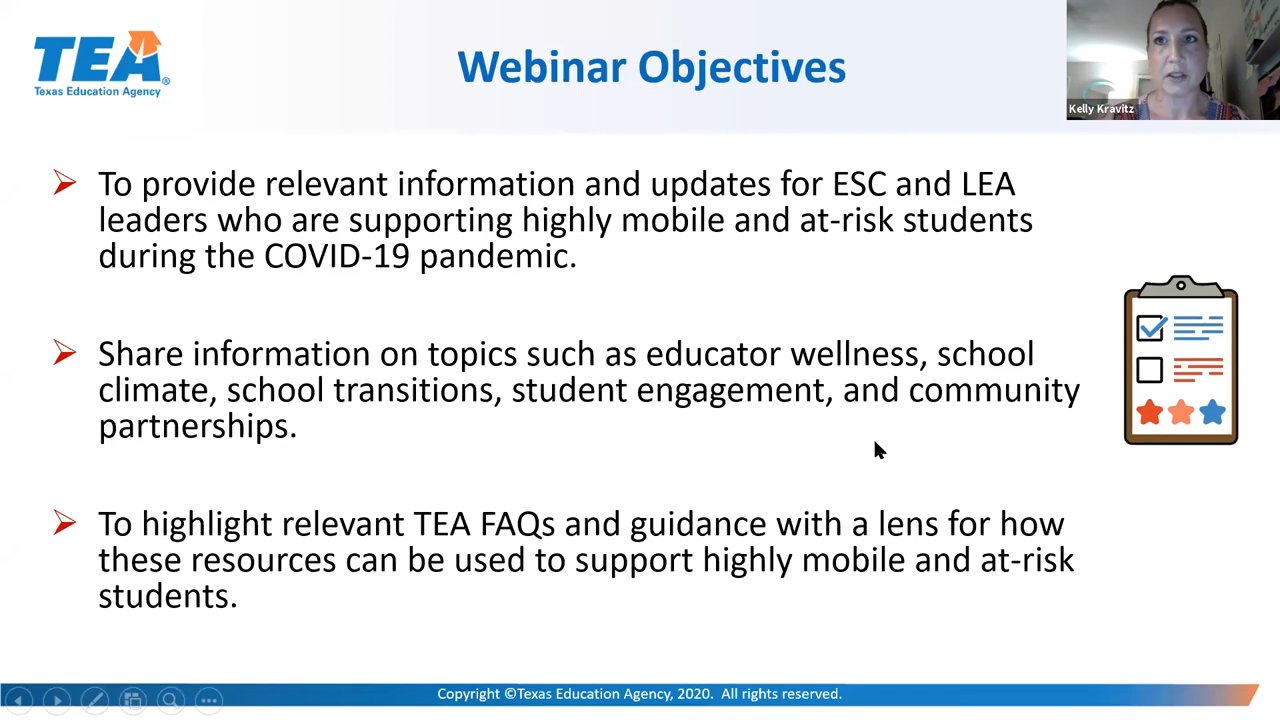 TEA
Texas Education Agency
Webinar Objectives
Kelly Kravitz
To provide relevant information and updates for ESC and LEA
leaders who are supporting highly mobile and at-risk students
during the COVID-19 pandemic.
Share information on topics such as educator wellness, school
climate, school transitions, student engagement, and community
partnerships.
To highlight relevant TEA FAQs and guidance with a lens for how
these resources can be used to support highly mobile and at-risk
students.
Copyright ©Texas Education Agency, 2020. All rights reserved.